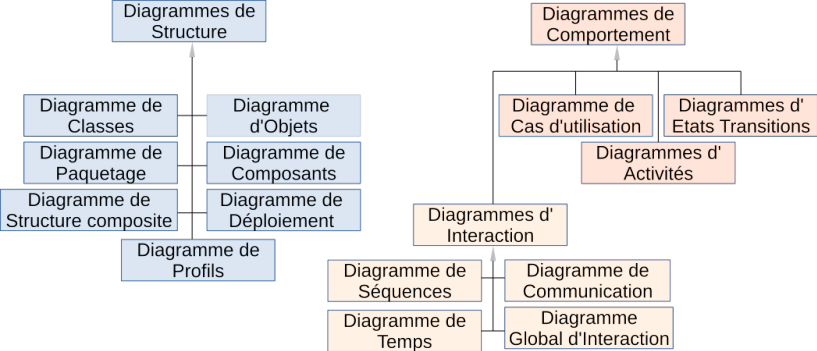 Diagrammes de
Structure
Diagramme de
Classes
Diagramme
d'Objets
Diagramme de
Paquetage
Diagramme de
Composants
Diagramme de
Structure composite
Diagramme de
Déploiement
Diagramme de
Profils
Diagrammes de
Comportement
Diagramme de
Cas d'utilisation
Diagrammes d'
Etats Transitions
Diagrammes d'
Activités
Diagrammes d'
Interaction
Diagramme de
Séquences
Diagramme de
Communication
Diagramme de
Temps
Diagramme
Global d'Interaction